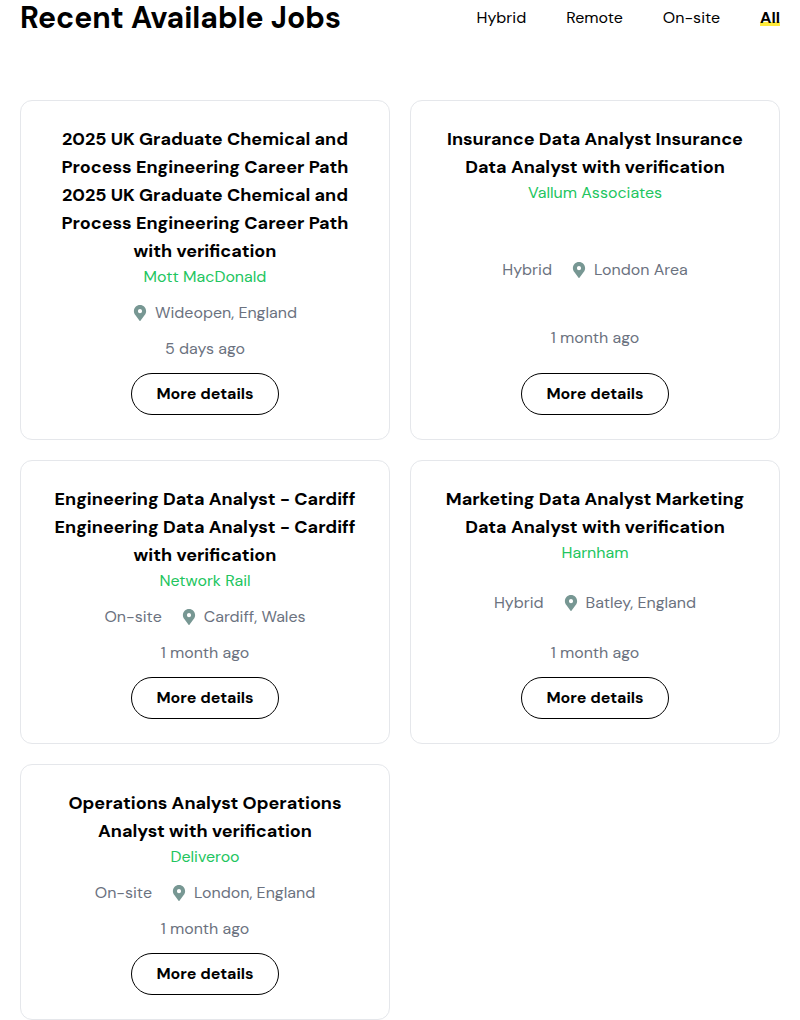 Recent Available Jobs
Hybrid Remote On-site All
2025 UK Graduate Chemical and
Process Engineering Career Path
2025 UK Graduate Chemical and
Process Engineering Career Path
with verification
Mott MacDonald
Wideopen, England
5 days ago
More details
Insurance Data Analyst Insurance
Data Analyst with verification
Vallum Associates
Hybrid London Area
1 month ago
More details
Engineering Data Analyst - Cardiff
Engineering Data Analyst - Cardiff
with verification
Network Rail
On-site Cardiff, Wales
1 month ago
More details
Marketing Data Analyst Marketing
Data Analyst with verification
Harnham
Hybrid Batley, England
1 month ago
More details
Operations Analyst Operations
Analyst with verification
Deliveroo
On-site London, England
1 month ago
More details